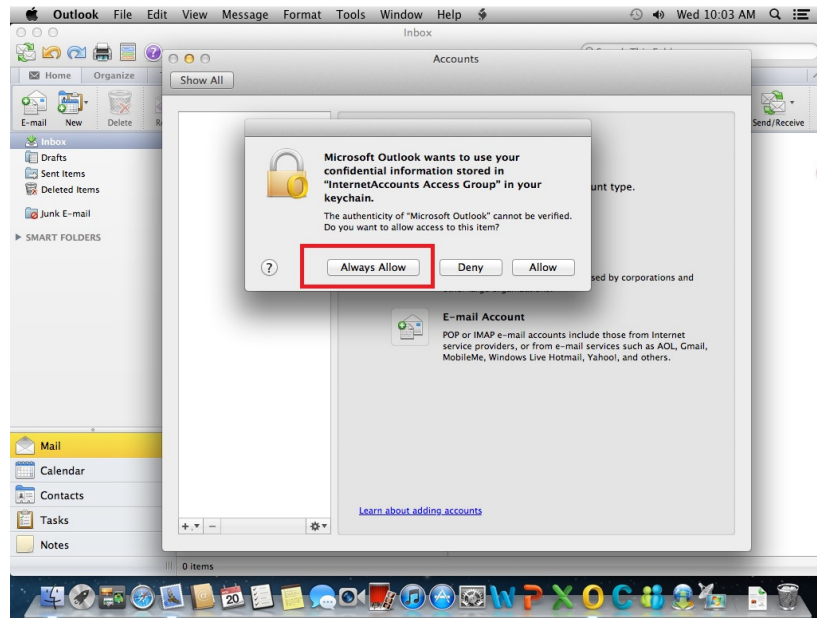 Outlook File Edit View Message Format Tools Window Help Wed 10:03 AM
Inbox
Accounts
Home Organize
Show All
E-mail New Delete
Send/Receive
Inbox
Drafts
Sent Items
Deleted Items
Junk E-mail
SMART FOLDERS
Microsoft Outlook wants to use your
confidential information stored in
"InternetAccounts Access Group" in your
keychain.
The authenticity of "Microsoft Outlook" cannot be verified.
Do you want to allow access to this item?
? Always Allow Deny Allow
unt type.
sed by corporations and
E-mail Account
POP or IMAP e-mail accounts include those from Internet
service providers, or from e-mail services such as AOL, Gmail,
MobileMe, Windows Live Hotmail, Yahoo!, and others.
Learn about adding accounts
Mail
Calendar
Contacts
Tasks
Notes
0 items
20